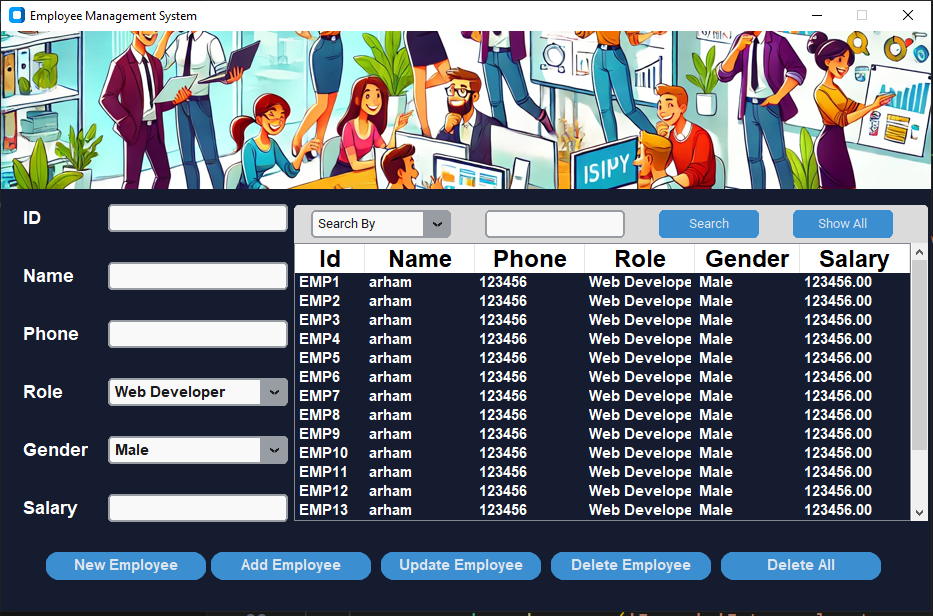 Employee Management System
ISIPY
ID
Search By Search Show All
Id Name Phone Role Gender Salary
EMP1 arham 123456 Web Develope Male 123456.00
Name
EMP2 arham 123456 Web Develope Male 123456.00
EMP3 arham 123456 Web Develope Male 123456.00
Phone
EMP4 arham 123456 Web Develope Male 123456.00
EMP5 arham 123456 Web Develope Male 123456.00
EMP6 arham 123456 Web Develope Male 123456.00
Role Web Developer
EMP7 arham 123456 Web Develope Male 123456.00
EMP8 arham 123456 Web Develope Male 123456.00
EMP9 arham 123456 Web Develope Male 123456.00
Gender Male
EMP10 arham 123456 Web Develope Male 123456.00
EMP11 arham 123456 Web Develope Male 123456.00
EMP12 arham 123456 Web Develope Male 123456.00
Salary
EMP13 arham 123456 Web Develope Male 123456.00
New Employee Add Employee Update Employee Delete Employee Delete All